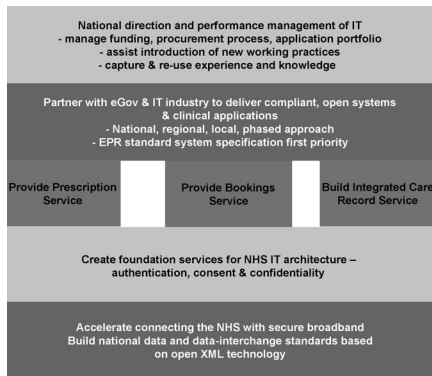 National direction and performance management of IT
- manage funding, procurement process, application portfolio
- assist introduction of new working practices
- capture & re-use experience and knowledge
Partner with eGov & IT industry to deliver compliant, open systems
& clinical applications
- National, regional, local, phased approach
- EPR standard system specification first priority
Provide Prescription
Service
Provide Bookings
Service
Build Integrated Care
Record Service
Create foundation services for NHS IT architecture –
authentication, consent & confidentiality
Accelerate connecting the NHS with secure broadband
Build national data and data-interchange standards based
on open XML technology